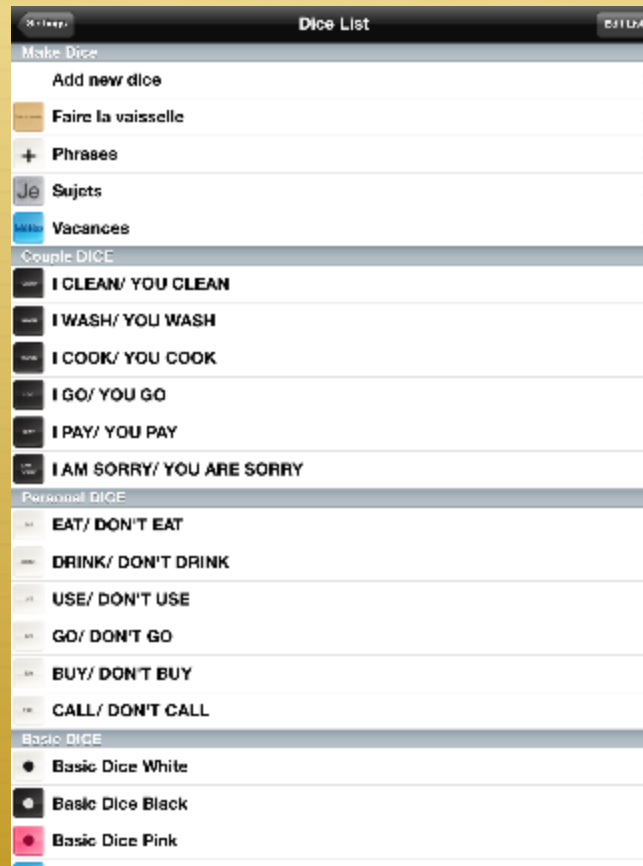 Settings
Dice List
Edit List
Make Dice
Add new dice
Faire la vaisselle
Phrases
Je
Sujets
Vacances
Couple DICE
I CLEAN/ YOU CLEAN
I WASH/ YOU WASH
I COOK/ YOU COOK
I GO/ YOU GO
I PAY/ YOU PAY
I AM SORRY/ YOU ARE SORRY
Personal DICE
EAT/ DON'T EAT
DRINK/ DON'T DRINK
USE/ DON'T USE
GO/ DON'T GO
BUY/ DON'T BUY
CALL/ DON'T CALL
Basic DICE
Basic Dice White
Basic Dice Black
Basic Dice Pink